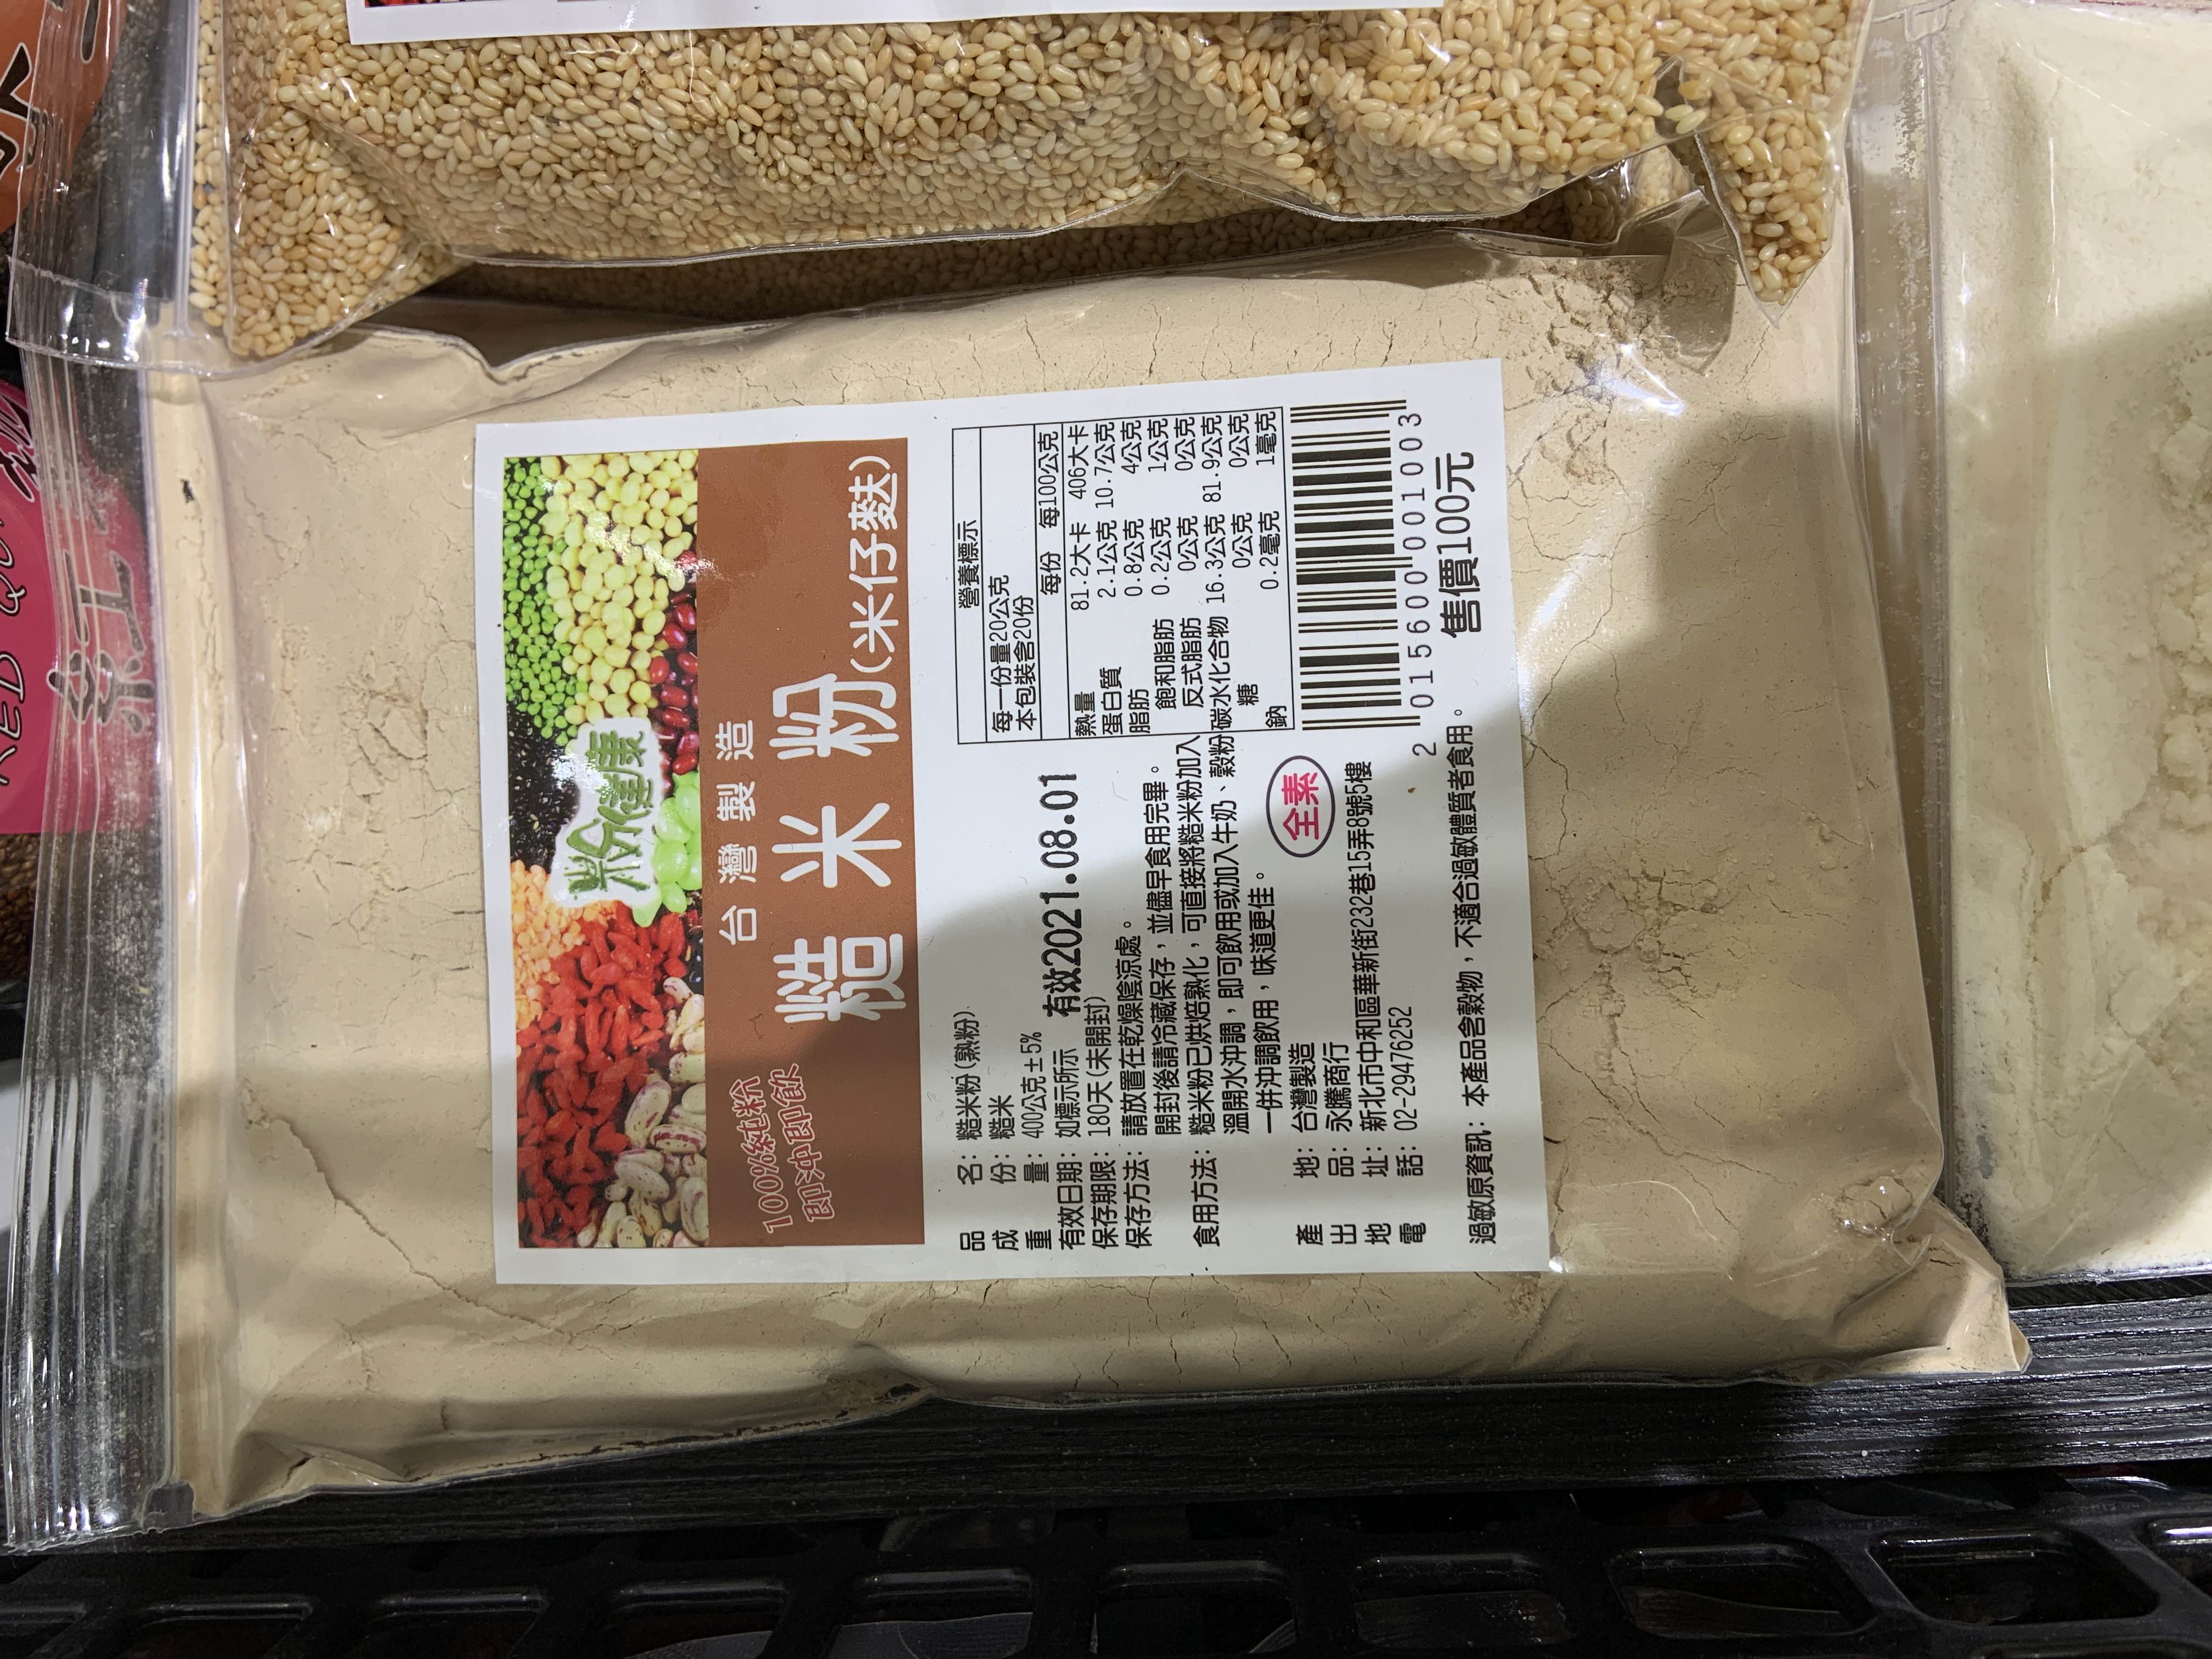 粉健康
台灣製造
100%純粉
即沖即飲
糙米粉(米仔麩)
品名: 糙米粉(熟粉)
成份: 糙米
重量: 400公克±5%
有效日期: 如標示所示
有效2021.08.01
保存期限: 180天(未開封)
保存方法: 請放置在乾燥陰涼處。
開封後請冷藏保存,並儘早食用完畢。
食用方法: 糙米粉已烘焙熟化,可直接將糙米粉加入
溫開水沖調,即可飲用或加入牛奶、穀粉
一併沖調飲用,味道更佳。
產地: 台灣製造
出品: 永騰商行
地址: 新北市中和區華新街232巷15弄8號5樓
電話: 02-29476252
全素
過敏原資訊: 本產品含穀物,不適合過敏體質者食用。
營養標示
每一份量20公克
本包裝含20份
每份 每100公克
熱量 81.2大卡 406大卡
蛋白質 2.1公克 10.7公克
脂肪 0.8公克 4公克
飽和脂肪 0.2公克 1公克
反式脂肪 0公克 0公克
碳水化合物 16.3公克 81.9公克
糖 0公克 0公克
鈉 0.2毫克 1毫克
2 015600 001003
售價100元
RED QU